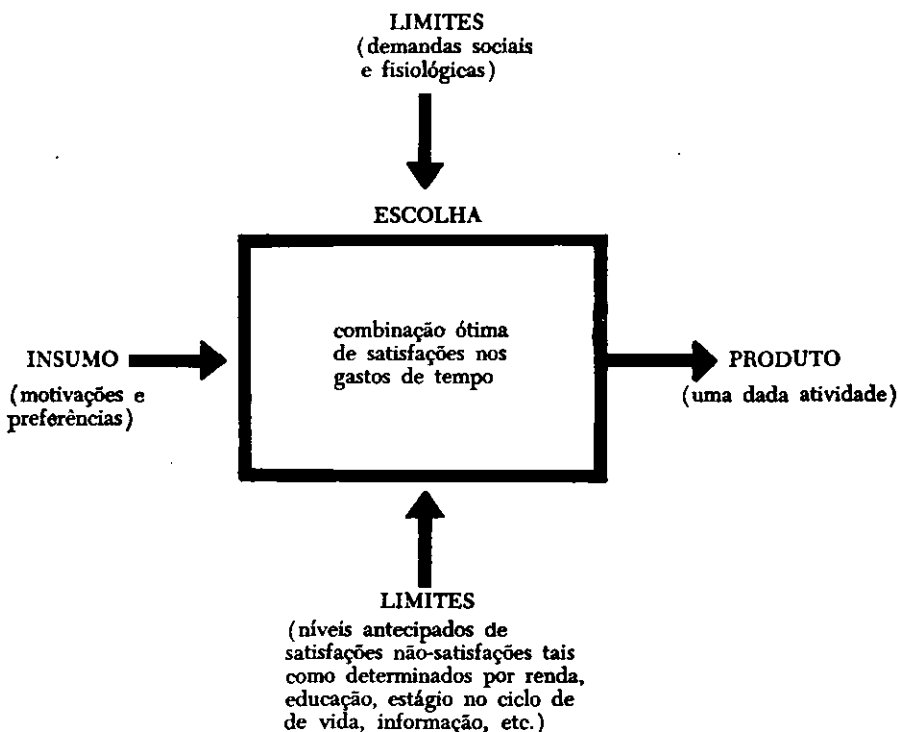 LIMITES
(demandas sociais
e fisiológicas)
ESCOLHA
combinação ótima
de satisfações nos
gastos de tempo
INSUMO
(motivações e
preferências)
PRODUTO
(uma dada atividade)
LIMITES
(níveis antecipados de
satisfações não-satisfações tais
como determinados por renda,
educação, estágio no ciclo de
de vida, informação, etc.)